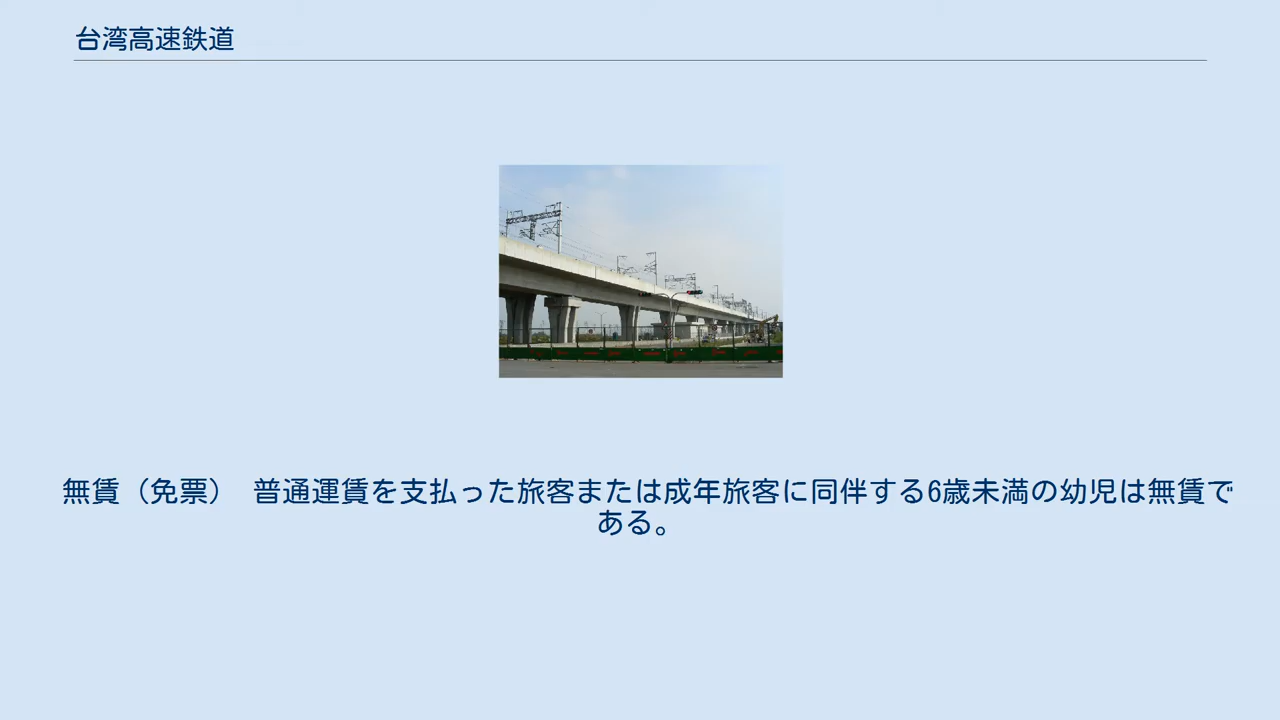 台湾高速鉄道
無賃（免票） 普通運賃を支払った旅客または成年旅客に同伴する6歳未満の幼児は無賃で
ある。